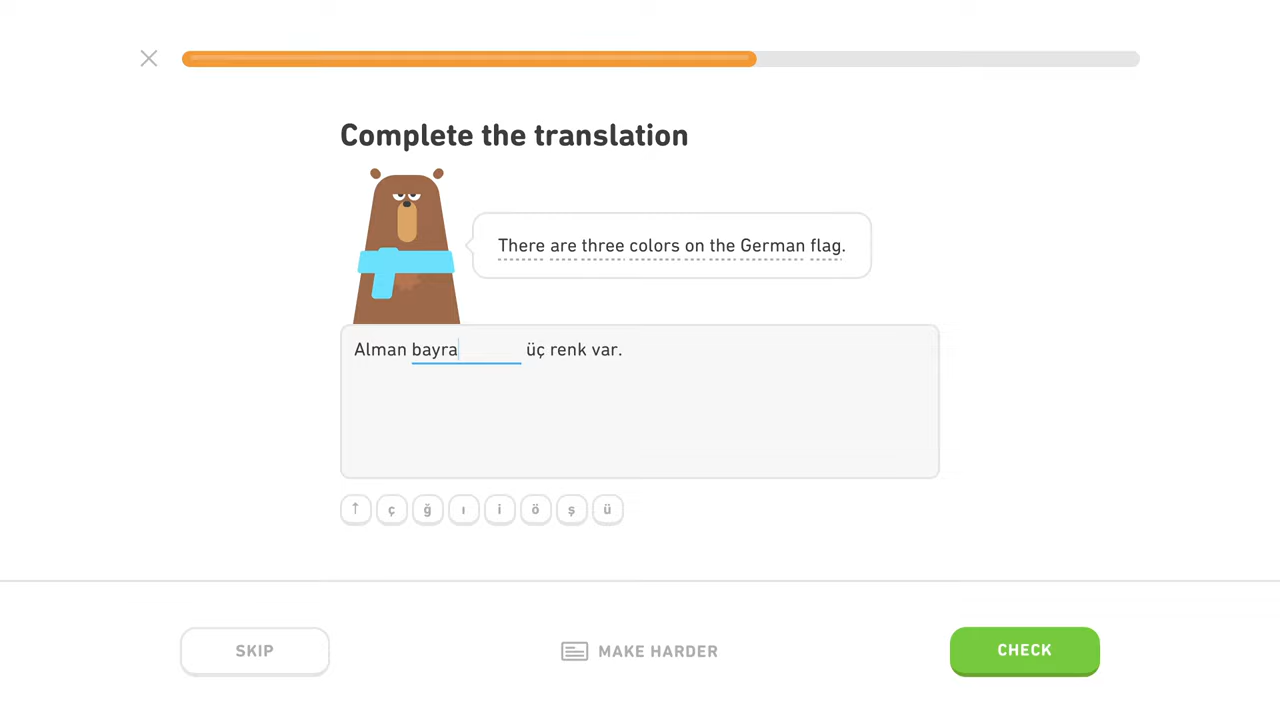 Complete the translation
There are three colors on the German flag.
Alman bayra üç renk var.
↑ ç ğ ı i ö ş ü
SKIP
MAKE HARDER
CHECK